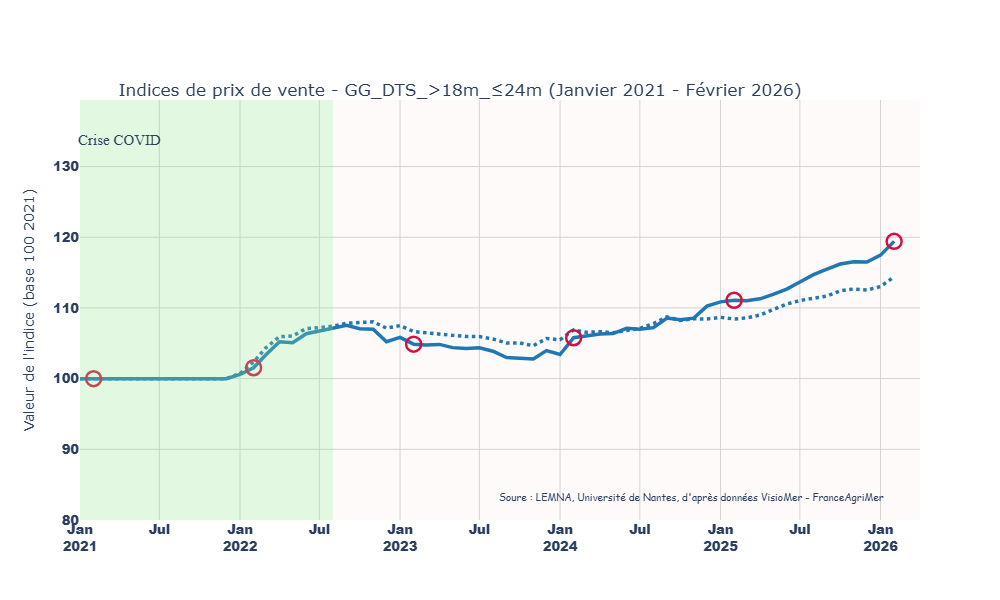 Indices de prix de vente - GG_DTS_>18m_≤24m (Janvier 2021 - Février 2026)
Crise COVID
Valeur de l'indice (base 100 2021)
130
120
110
100
90
80
Soure : LEMNA, Université de Nantes, d'après données VisioMer - FranceAgriMer
Jan Jul Jan Jul Jan Jul Jan Jul Jan Jul Jan
2021 2022 2023 2024 2025 2026